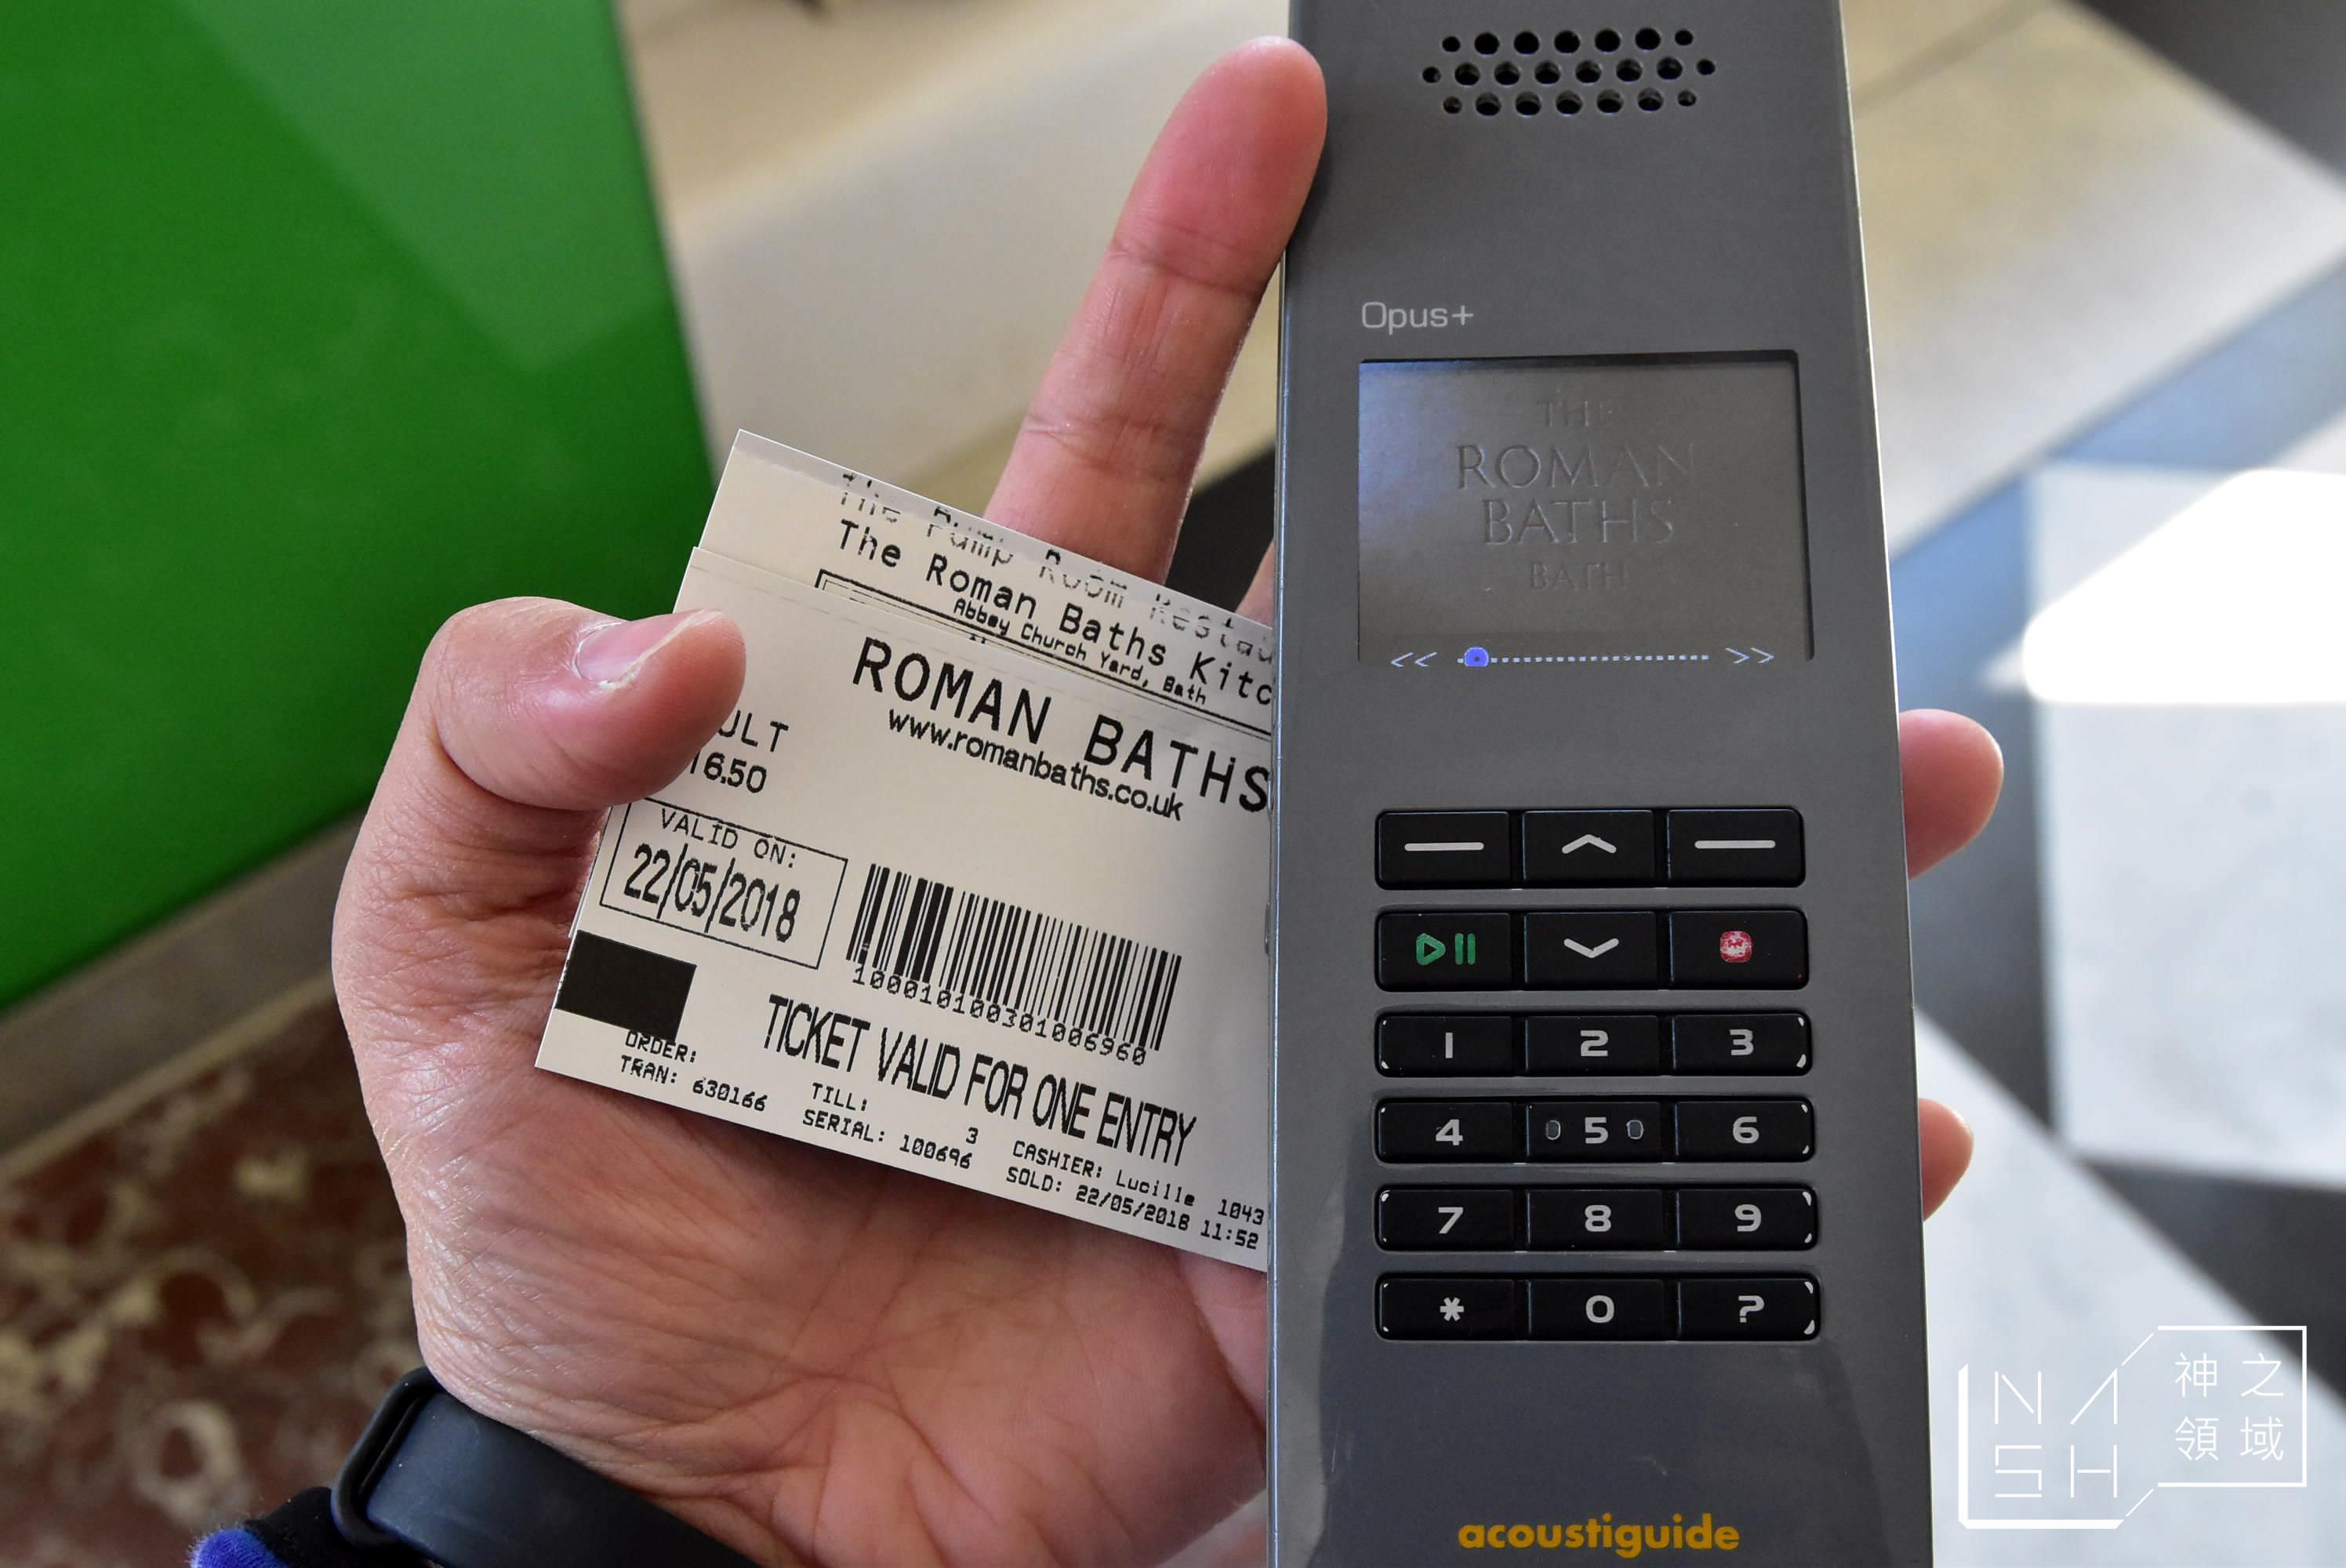 The Pump Room
The Roman Baths
Abbey Church Yard, Bath
ROMAN BATHS
www.romanbaths.co.uk
ULT
16.50
VALID ON:
22/05/2018
100010100301006960
TICKET VALID FOR ONE ENTRY
ORDER:
TRAN: 630166
TILL: 3
SERIAL: 100696
CASHIER: Lucille 1043
SOLD: 22/05/2018 11:52
Opus+
THE
ROMAN
BATHS
BATH
<< >>
1 2 3
4 5 6
7 8 9
* 0 ?
acoustiguide
NASH
神之
領域